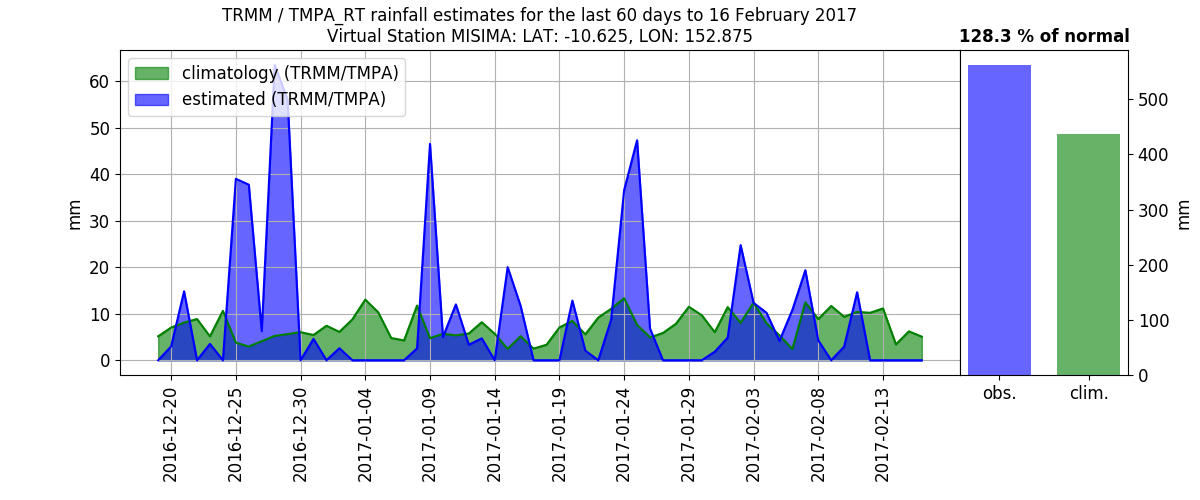 TRMM / TMPA_RT rainfall estimates for the last 60 days to 16 February 2017
Virtual Station MISIMA: LAT: -10.625, LON: 152.875
128.3 % of normal
climatology (TRMM/TMPA)
estimated (TRMM/TMPA)
60
50
40
30
20
10
0
mm
2016-12-20
2016-12-25
2016-12-30
2017-01-04
2017-01-09
2017-01-14
2017-01-19
2017-01-24
2017-01-29
2017-02-03
2017-02-08
2017-02-13
500
400
300
200
100
0
mm
obs.
clim.